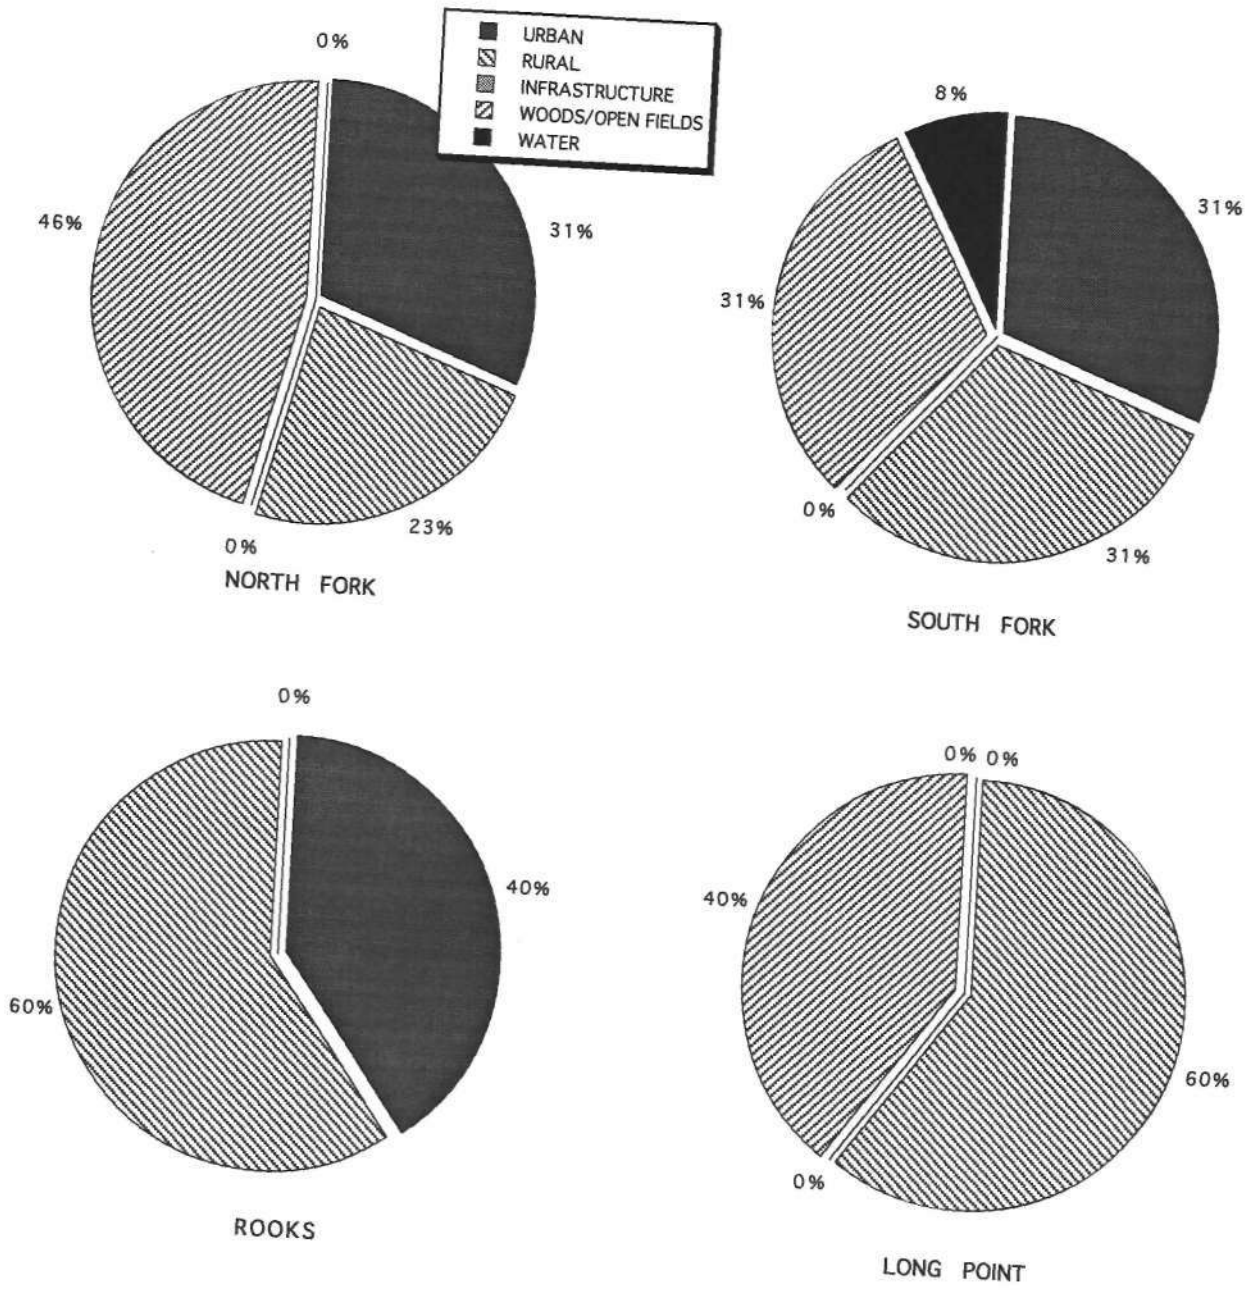 0%
URBAN
RURAL
INFRASTRUCTURE
WOODS/OPEN FIELDS
WATER
46%
31%
23%
0%
NORTH FORK
8%
31%
31%
0%
31%
SOUTH FORK
0%
40%
60%
ROOKS
0% 0%
40%
60%
0%
LONG POINT